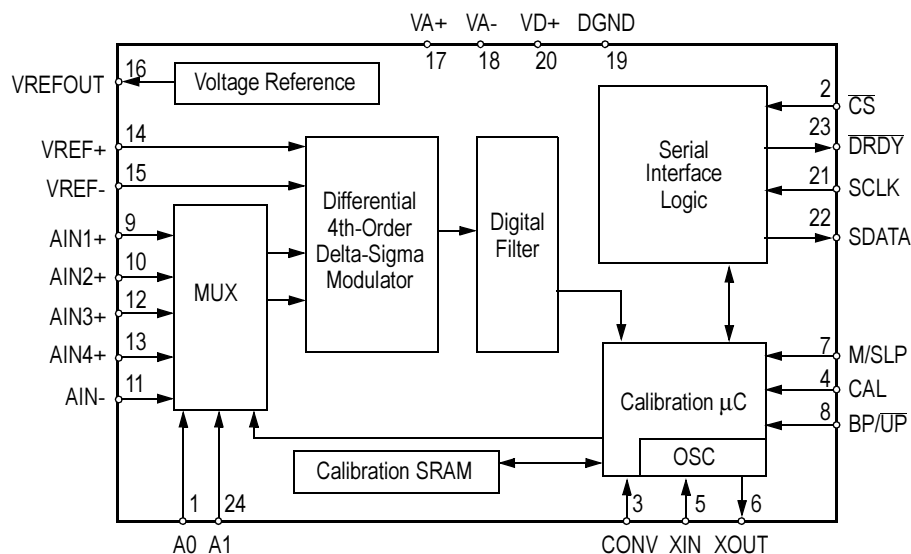 VA+ VA- VD+ DGND
17 18 20 19
VREFOUT 16
Voltage Reference
VREF+ 14
VREF- 15
AIN1+ 9
AIN2+ 10
AIN3+ 12
AIN4+ 13
AIN- 11
MUX
Differential
4th-Order
Delta-Sigma
Modulator
Digital
Filter
Serial
Interface
Logic
2 C̅S̅
23 D̅R̅D̅Y̅
21 SCLK
22 SDATA
Calibration µC
7 M/SLP
4 CAL
8 BP/U̅P̅
OSC
Calibration SRAM
1 24 3 5 6
A0 A1 CONV XIN XOUT